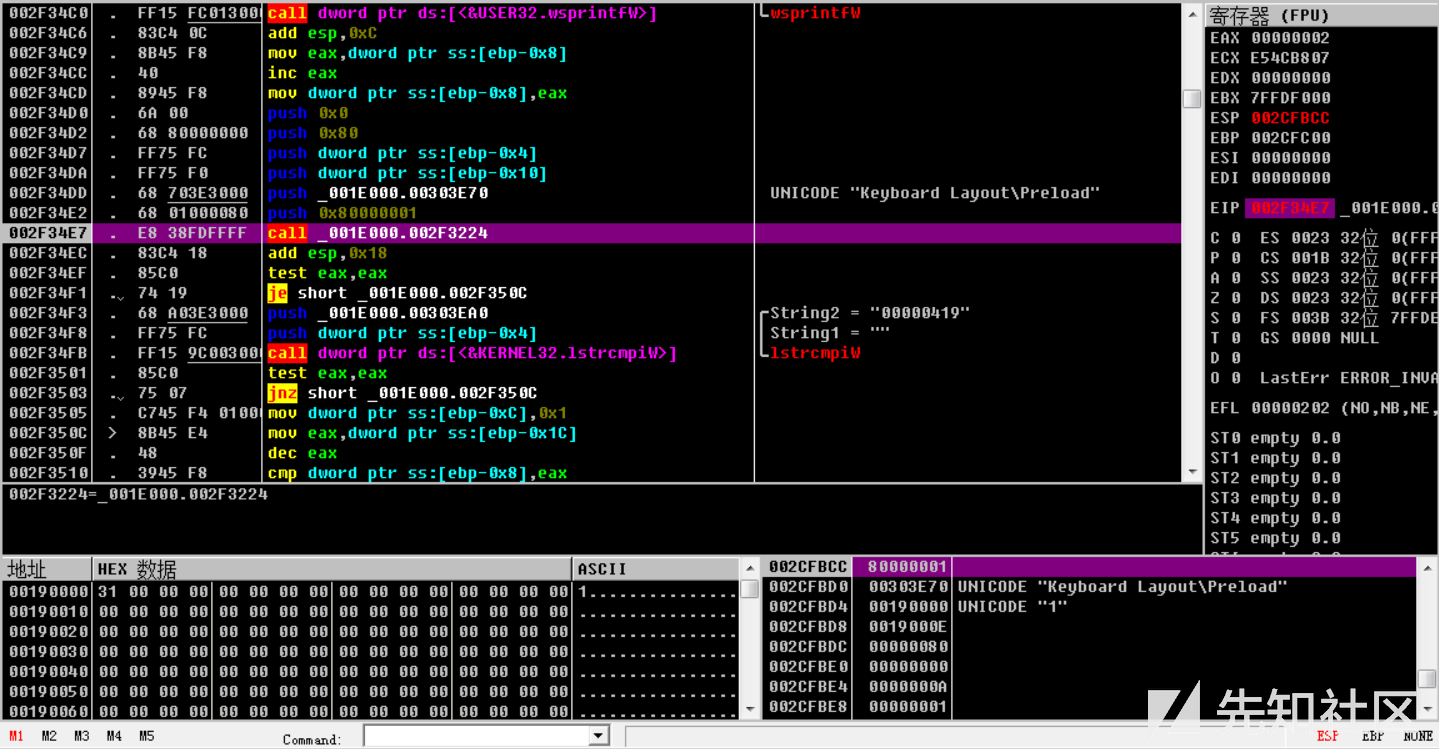 002F34C0 . FF15 FC01300 call dword ptr ds:[<&USER32.wsprintfW>] wsprintfW
002F34C6 . 83C4 0C add esp,0xC
002F34C9 . 8B45 F8 mov eax,dword ptr ss:[ebp-0x8]
002F34CC . 40 inc eax
002F34CD . 8945 F8 mov dword ptr ss:[ebp-0x8],eax
002F34D0 . 6A 00 push 0x0
002F34D2 . 68 80000000 push 0x80
002F34D7 . FF75 FC push dword ptr ss:[ebp-0x4]
002F34DA . FF75 F0 push dword ptr ss:[ebp-0x10]
002F34DD . 68 703E3000 push _001E000.00303E70 UNICODE "Keyboard Layout\Preload"
002F34E2 . 68 01000080 push 0x80000001
002F34E7 . E8 38FDFFFF call _001E000.002F3224
002F34EC . 83C4 18 add esp,0x18
002F34EF . 85C0 test eax,eax
002F34F1 . 74 19 je short _001E000.002F350C
002F34F3 . 68 A03E3000 push _001E000.00303EA0 String2 = "00000419"
002F34F8 . FF75 FC push dword ptr ss:[ebp-0x4] String1 = ""
002F34FB . FF15 9C00300 call dword ptr ds:[<&KERNEL32.lstrcmpiW>] lstrcmpiW
002F3501 . 85C0 test eax,eax
002F3503 . 75 07 jnz short _001E000.002F350C
002F3505 . C745 F4 0100 mov dword ptr ss:[ebp-0xC],0x1
002F350C > 8B45 E4 mov eax,dword ptr ss:[ebp-0x1C]
002F350F . 48 dec eax
002F3510 . 3945 F8 cmp dword ptr ss:[ebp-0x8],eax
002F3224=_001E000.002F3224
寄存器 (FPU)
EAX 00000002
ECX E54CB807
EDX 00000000
EBX 7FFDF000
ESP 002CFBCC
EBP 002CFC00
ESI 00000000
EDI 00000000
EIP 002F34E7 _001E000.0
C 0 ES 0023 32位 0(FFF
P 0 CS 001B 32位 0(FFF
A 0 SS 0023 32位 0(FFF
Z 0 DS 0023 32位 0(FFF
S 0 FS 003B 32位 7FFDE
T 0 GS 0000 NULL
D 0
O 0 LastErr ERROR_INVA
EFL 00000202 (NO,NB,NE,
ST0 empty 0.0
ST1 empty 0.0
ST2 empty 0.0
ST3 empty 0.0
ST4 empty 0.0
ST5 empty 0.0
地址 HEX 数据 ASCII
00190000 31 00 00 00 00 00 00 00 00 00 00 00 00 00 00 00 1...............
00190010 00 00 00 00 00 00 00 00 00 00 00 00 00 00 00 00 ................
00190020 00 00 00 00 00 00 00 00 00 00 00 00 00 00 00 00 ................
00190030 00 00 00 00 00 00 00 00 00 00 00 00 00 00 00 00 ................
00190040 00 00 00 00 00 00 00 00 00 00 00 00 00 00 00 00 ................
00190050 00 00 00 00 00 00 00 00 00 00 00 00 00 00 00 00 ................
00190060 00 00 00 00 00 00 00 00 00 00 00 00 00 00 00 00 ................
002CFBCC 80000001
002CFBD0 00303E70 UNICODE "Keyboard Layout\Preload"
002CFBD4 00190000 UNICODE "1"
002CFBD8 0019000E
002CFBDC 00000080
002CFBE0 00000000
002CFBE4 0000000A
002CFBE8 00000001
先知社区
M1 M2 M3 M4 M5 Command: ESP EBP NONE